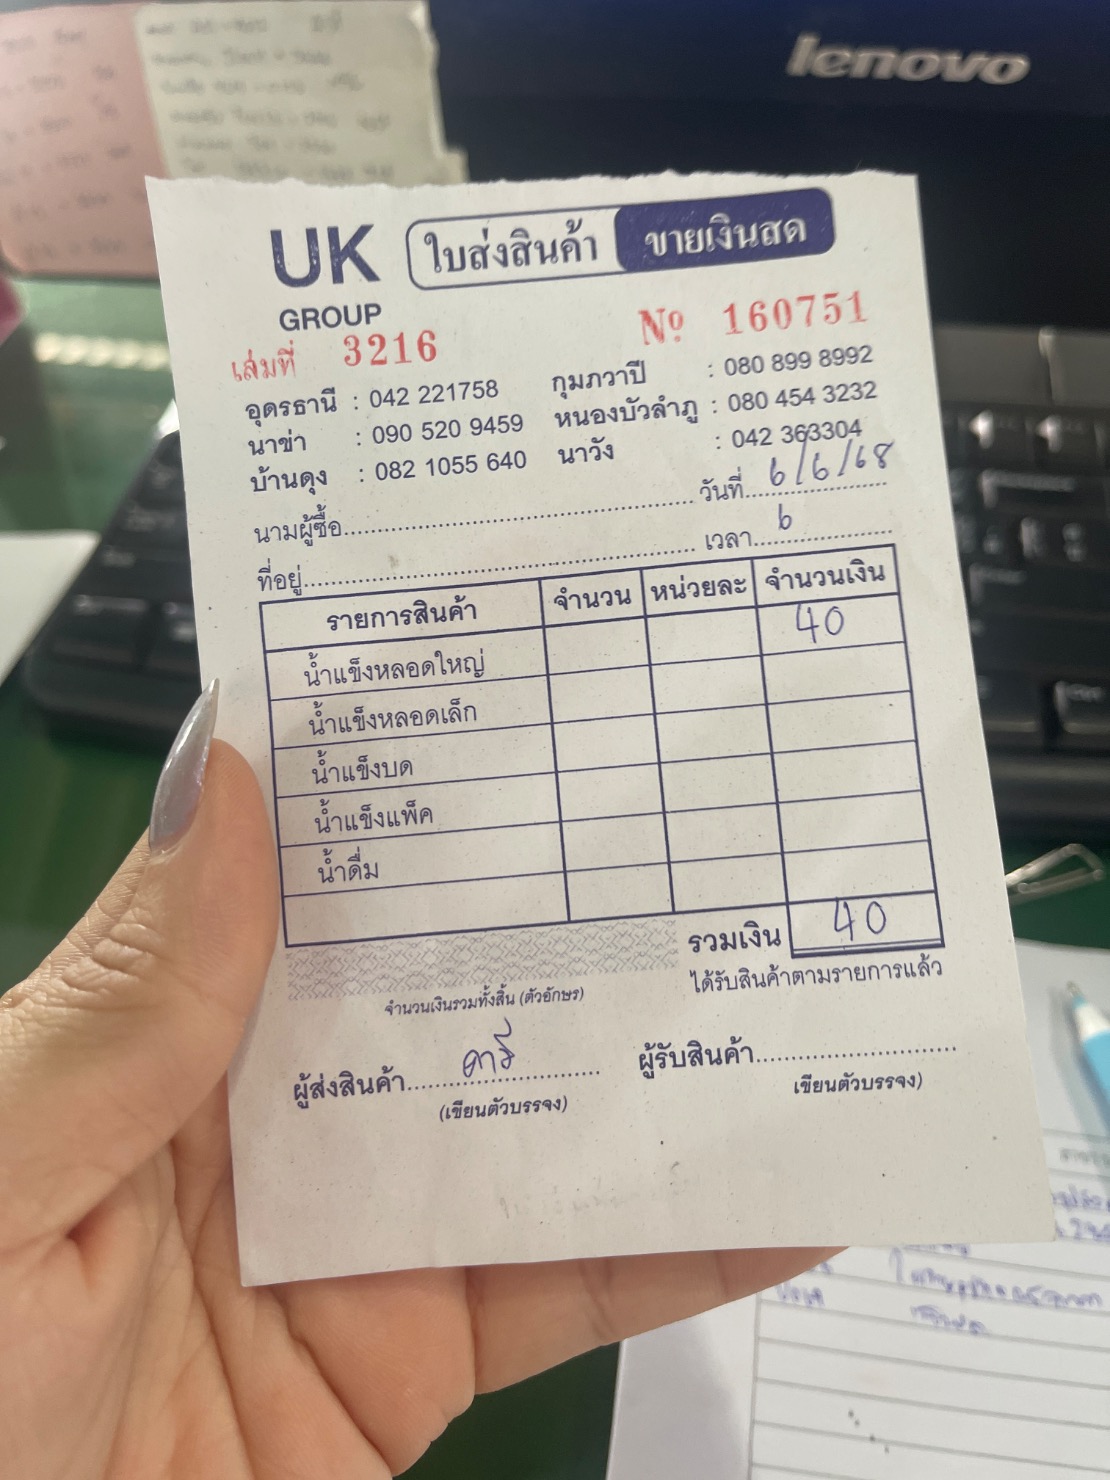 lenovo
UK GROUP
ใบส่งสินค้า ขายเงินสด
เล่มที่ 3216 Nº 160751
อุดรธานี : 042 221758 กุมภวาปี : 080 899 8992
นาข่า : 090 520 9459 หนองบัวลำภู : 080 454 3232
บ้านดุง : 082 1055 640 นาวัง : 042 363304
นามผู้ซื้อ วันที่ 6/6/68
ที่อยู่ เวลา 6
รายการสินค้า จำนวน หน่วยละ จำนวนเงิน
น้ำแข็งหลอดใหญ่ 40
น้ำแข็งหลอดเล็ก
น้ำแข็งบด
น้ำแข็งแพ็ค
น้ำดื่ม
รวมเงิน 40
จำนวนเงินรวมทั้งสิ้น (ตัวอักษร) ได้รับสินค้าตามรายการแล้ว
ผู้ส่งสินค้า ผู้รับสินค้า
(เขียนตัวบรรจง) (เขียนตัวบรรจง)